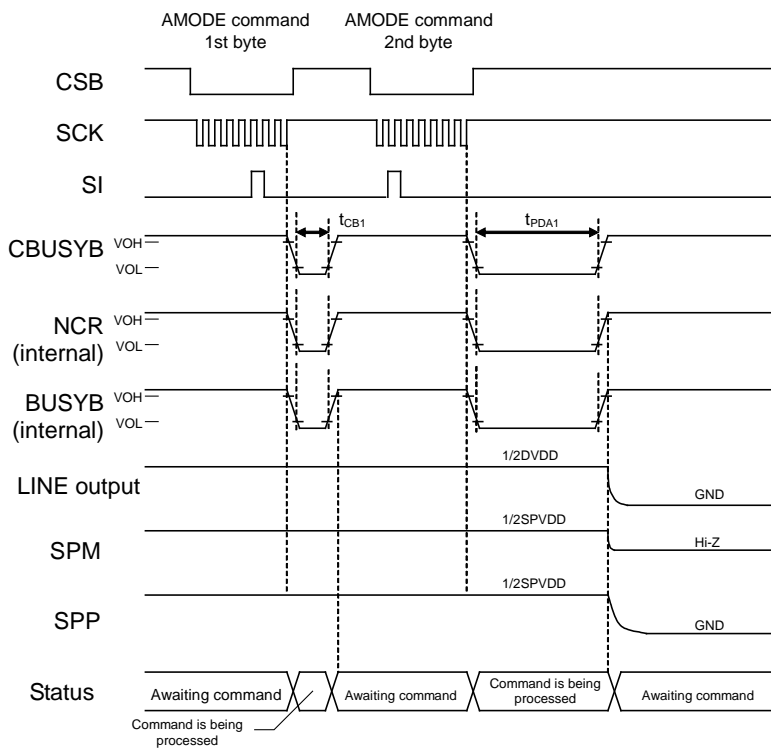 AMODE command
1st byte
AMODE command
2nd byte
CSB
SCK
SI
tCB1
tPDA1
CBUSYB
VOH
VOL
NCR
(internal)
VOH
VOL
BUSYB
(internal)
VOH
VOL
1/2DVDD
LINE output
GND
1/2SPVDD
SPM
Hi-Z
1/2SPVDD
SPP
GND
Status
Awaiting command
Awaiting command
Command is being
processed
Awaiting command
Command is being
processed